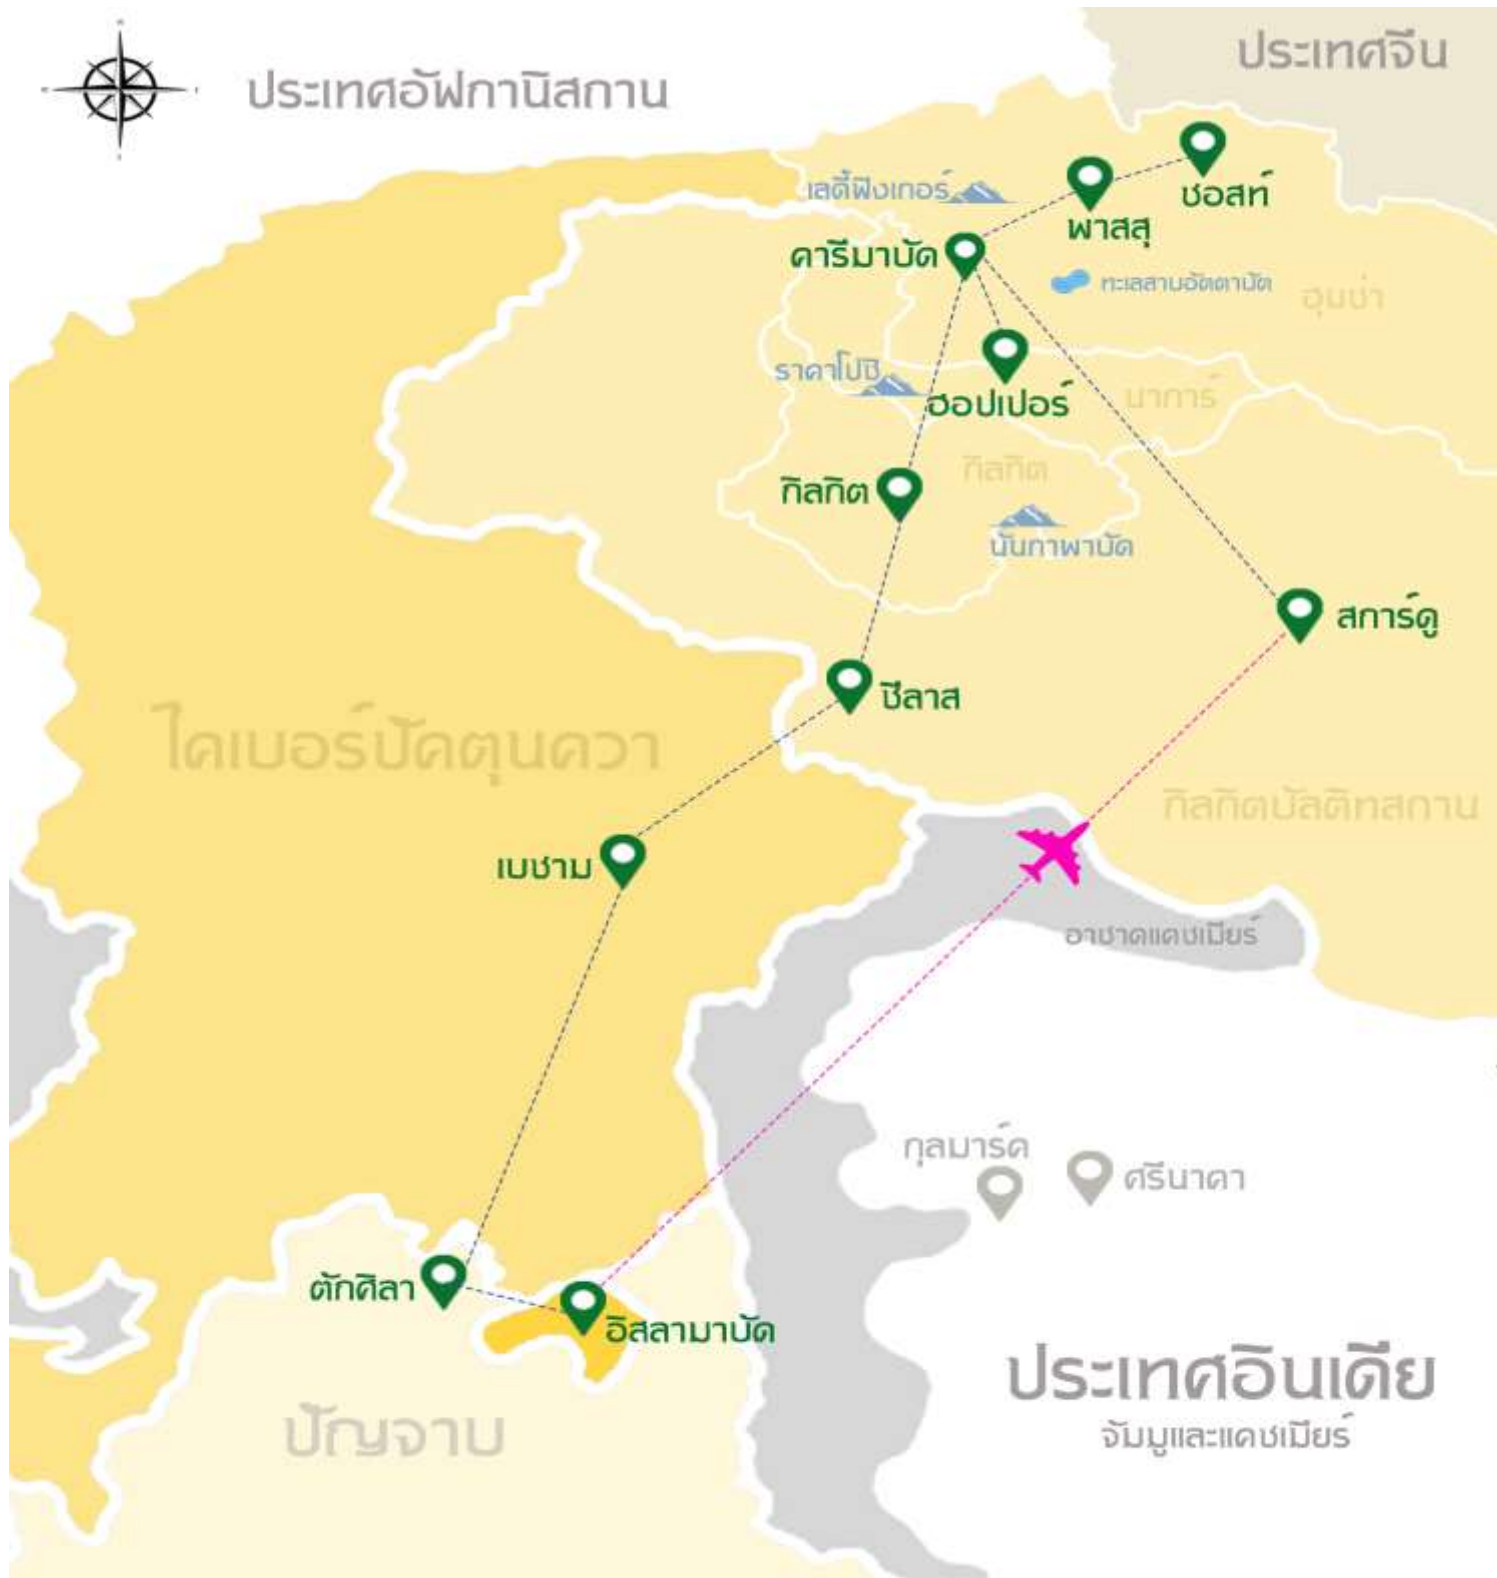 ประเทศจีน
ประเทศอัฟกานิสถาน
ซอสท์
เลดี้ฟิงเกอร์
พาสสุ
คารีมาบัด
ทะเลสาบอัตตาบัต
ฮุนซ่า
ราคาโปชิ
ฮอปเปอร์
นาการ์
กิลกิต
กิลกิต
นันกาพาบัด
สการ์ดู
ชีลาส
ไคเบอร์ปัคตุนควา
กิลกิตบัลติทสถาน
เบชาม
อาซาดแคชเมียร์
กุลมาร์ค
ศรีนาคา
ตักศิลา
อิสลามาบัด
ประเทศอินเดีย
จัมมูและแคชเมียร์
ปัญจาบ